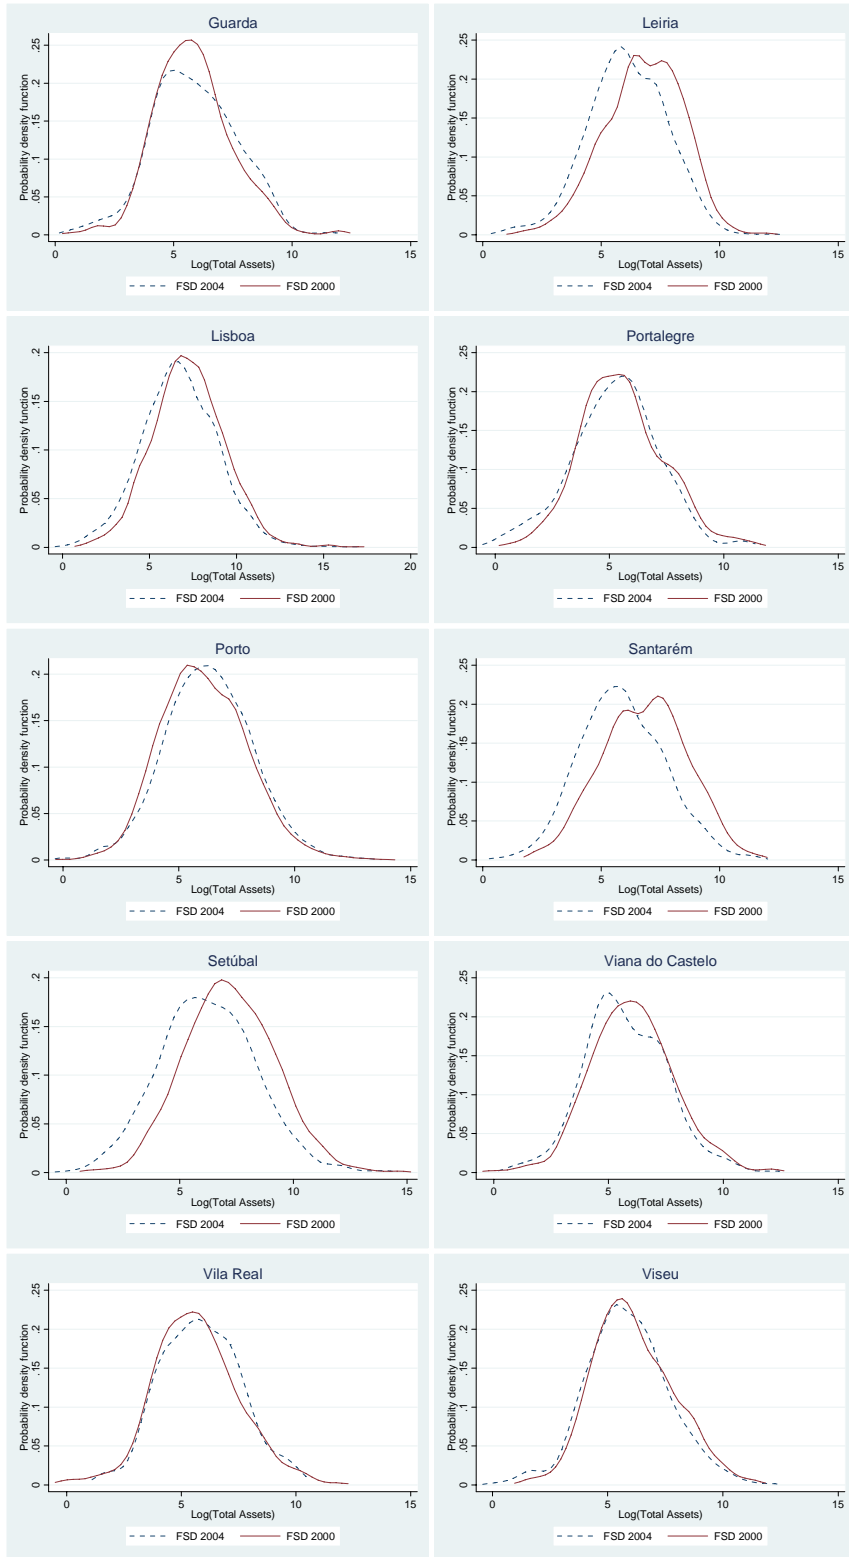 Guarda
Probability density function
0 .05 .1 .15 .2 .25
0 5 10 15
Log(Total Assets)
FSD 2004 FSD 2000
Leiria
Probability density function
0 .05 .1 .15 .2 .25
0 5 10 15
Log(Total Assets)
FSD 2004 FSD 2000
Lisboa
Probability density function
0 .05 .1 .15 .2
0 5 10 15 20
Log(Total Assets)
FSD 2004 FSD 2000
Portalegre
Probability density function
0 .05 .1 .15 .2 .25
0 5 10 15
Log(Total Assets)
FSD 2004 FSD 2000
Porto
Probability density function
0 .05 .1 .15 .2
0 5 10 15
Log(Total Assets)
FSD 2004 FSD 2000
Santarém
Probability density function
0 .05 .1 .15 .2 .25
0 5 10 15
Log(Total Assets)
FSD 2004 FSD 2000
Setúbal
Probability density function
0 .05 .1 .15 .2
0 5 10 15
Log(Total Assets)
FSD 2004 FSD 2000
Viana do Castelo
Probability density function
0 .05 .1 .15 .2 .25
0 5 10 15
Log(Total Assets)
FSD 2004 FSD 2000
Vila Real
Probability density function
0 .05 .1 .15 .2 .25
0 5 10 15
Log(Total Assets)
FSD 2004 FSD 2000
Viseu
Probability density function
0 .05 .1 .15 .2 .25
0 5 10 15
Log(Total Assets)
FSD 2004 FSD 2000